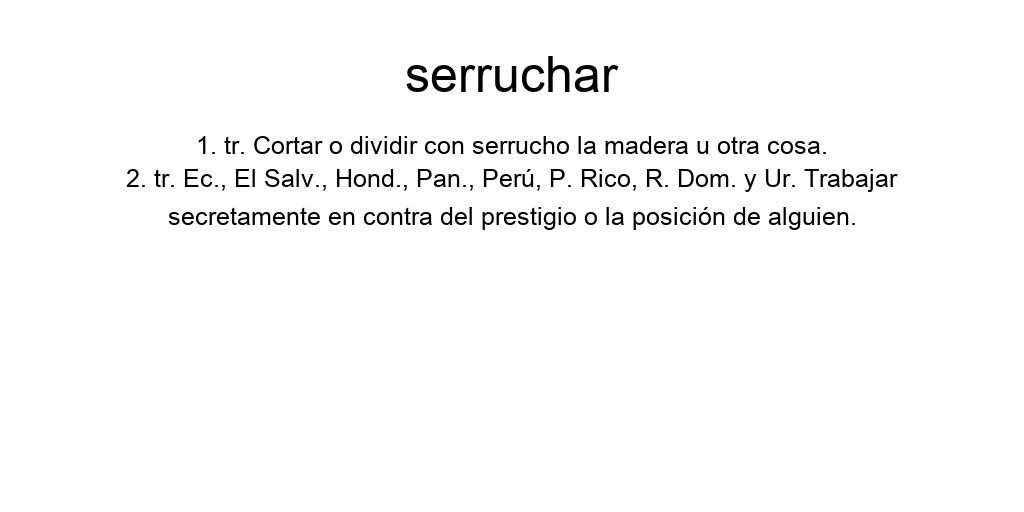 serruchar
1. tr. Cortar o dividir con serrucho la madera u otra cosa.
2. tr. Ec., El Salv., Hond., Pan., Perú, P. Rico, R. Dom. y Ur. Trabajar
secretamente en contra del prestigio o la posición de alguien.